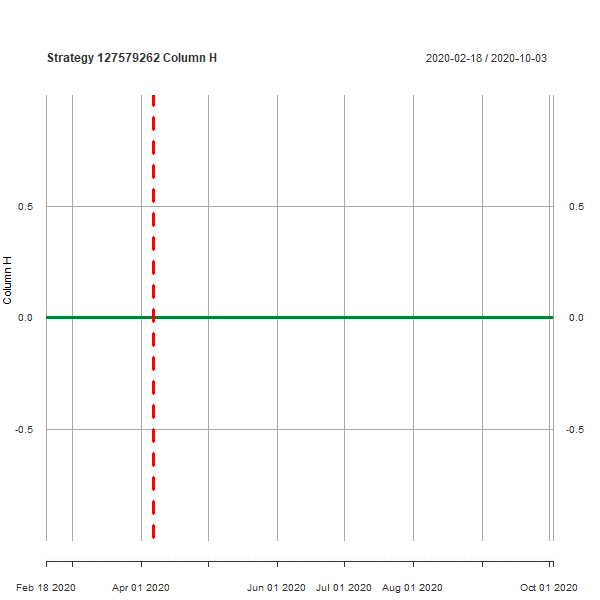 Strategy 127579262 Column H
2020-02-18 / 2020-10-03
0.5
0.5
Column H
0.0
0.0
-0.5
-0.5
Feb 18 2020
Apr 01 2020
Jun 01 2020
Jul 01 2020
Aug 01 2020
Oct 01 2020